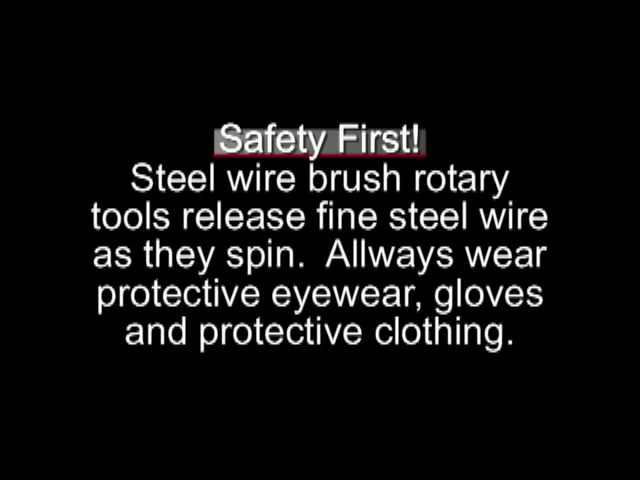 Safety First!
Steel wire brush rotary
tools release fine steel wire
as they spin.  Allways wear
protective eyewear, gloves
and protective clothing.